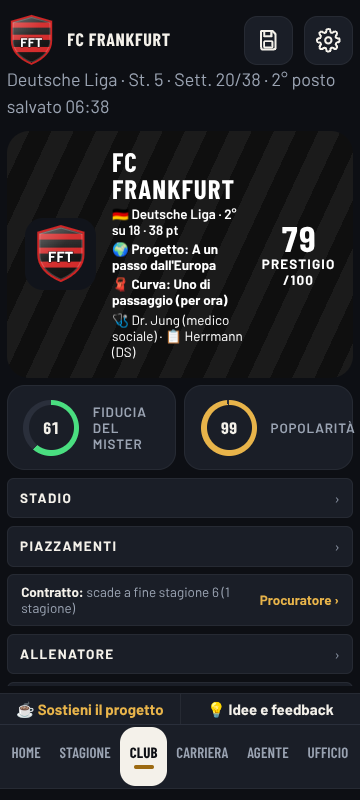 FFT
FC FRANKFURT
Deutsche Liga · St. 5 · Sett. 20/38 · 2° posto
salvato 06:38
FC
FRANKFURT
🇩🇪 Deutsche Liga · 2°
su 18 · 38 pt
🌍 Progetto: A un
passo dall'Europa
🧣 Curva: Uno di
passaggio (per ora)
🩺 Dr. Jung (medico
sociale) · 📋 Herrmann
(DS)
FFT
79
PRESTIGIO
/100
61
FIDUCIA
DEL
MISTER
99
POPOLARITÀ
STADIO ›
PIAZZAMENTI ›
Contratto: scade a fine stagione 6 (1
stagione)
Procuratore ›
ALLENATORE ›
☕ Sostieni il progetto
💡 Idee e feedback
HOME STAGIONE CLUB CARRIERA AGENTE UFFICIO